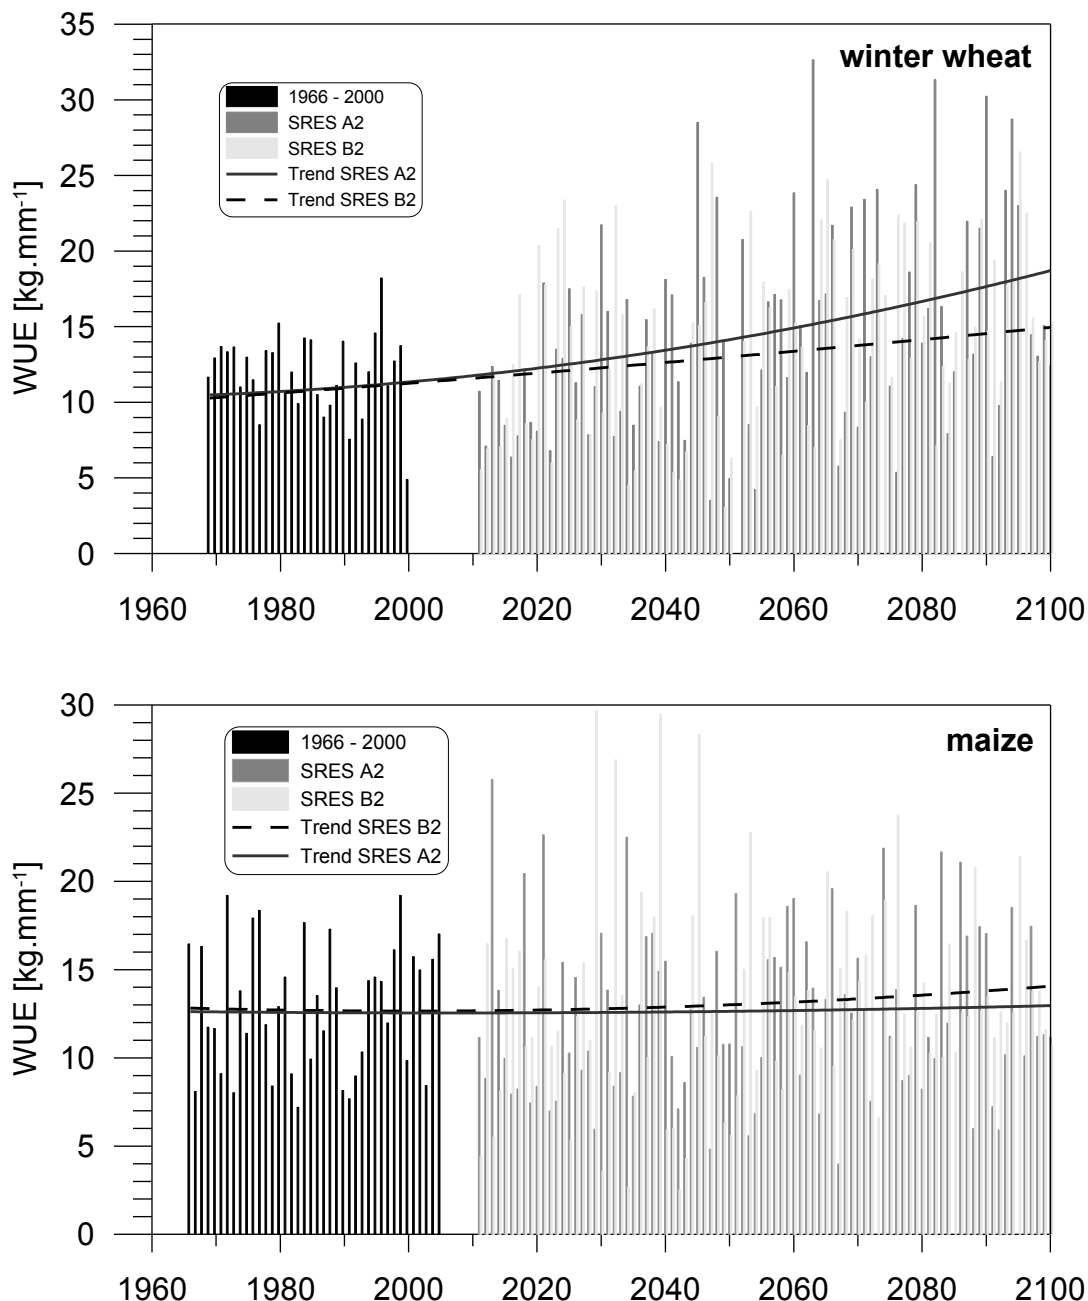 35
30
25
20
15
10
5
0
WUE [kg.mm-1]
winter wheat
1966 - 2000
SRES A2
SRES B2
Trend SRES A2
Trend SRES B2
1960 1980 2000 2020 2040 2060 2080 2100
30
25
20
15
10
5
0
WUE [kg.mm-1]
maize
1966 - 2000
SRES A2
SRES B2
Trend SRES B2
Trend SRES A2
1960 1980 2000 2020 2040 2060 2080 2100